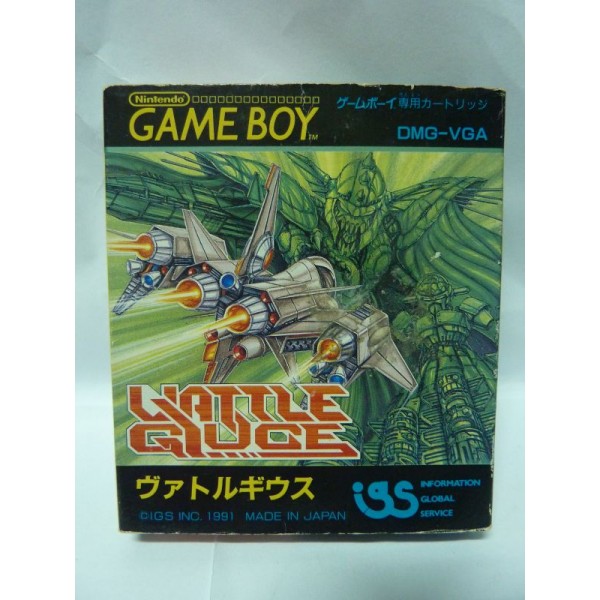 Nintendo
GAME BOY
TM
ゲームボーイ専用カートリッジ
DMG-VGA
VATTLE
GIUCE
ヴァトルギウス
©IGS INC. 1991 MADE IN JAPAN
igs
INFORMATION
GLOBAL
SERVICE